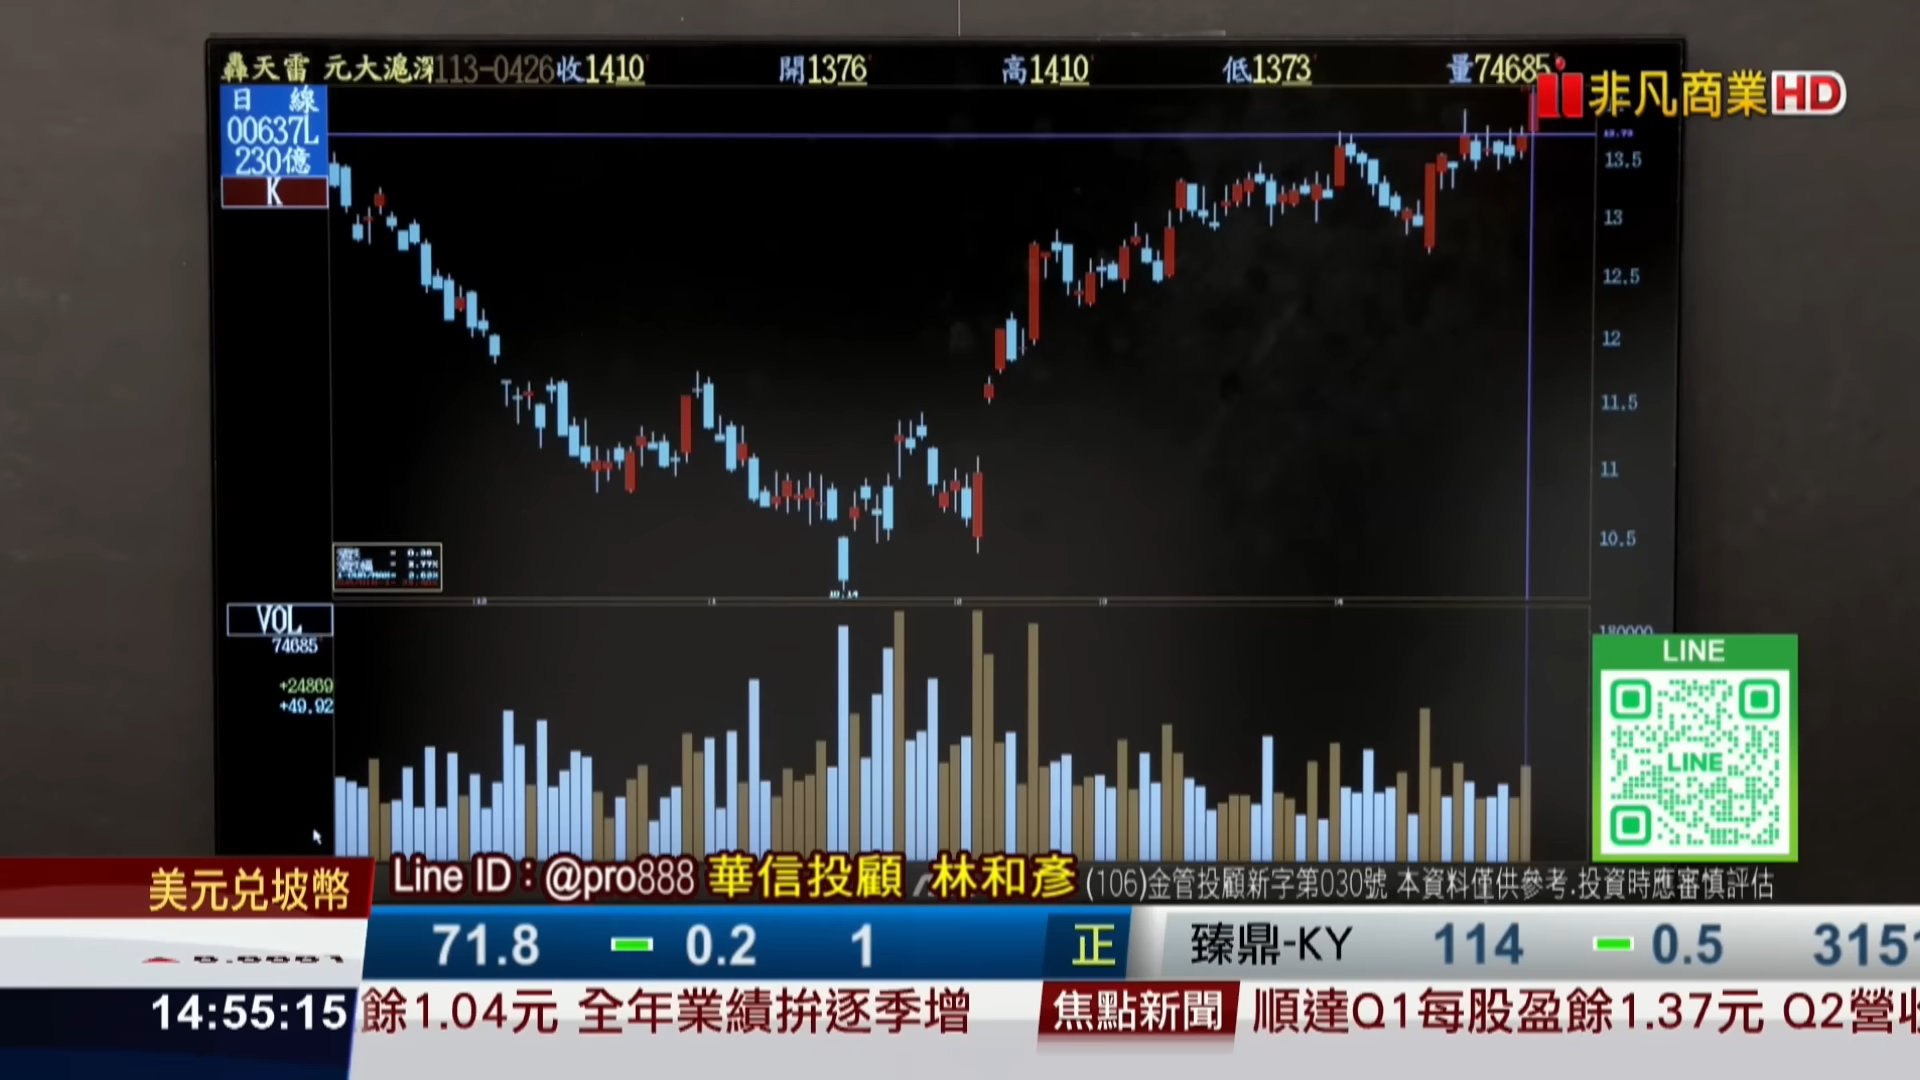 轟天雷 元大滬深113-0426收1410 開1376 高1410 低1373 量74685
非凡商業HD
日 線
00637L
230億
K
13.5
13
12.5
12
11.5
11
10.5
10.14
VOL
74685
+24869
+49.92
180000
LINE
LINE
Line ID : @pro888 華信投顧 林和彥 (106)金管投顧新字第030號 本資料僅供參考.投資時應審慎評估
美元兑坡幣
71.8 0.2 1 正 臻鼎-KY 114 0.5 3151
14:55:15
餘1.04元 全年業績拚逐季增 焦點新聞 順達Q1每股盈餘1.37元 Q2營收